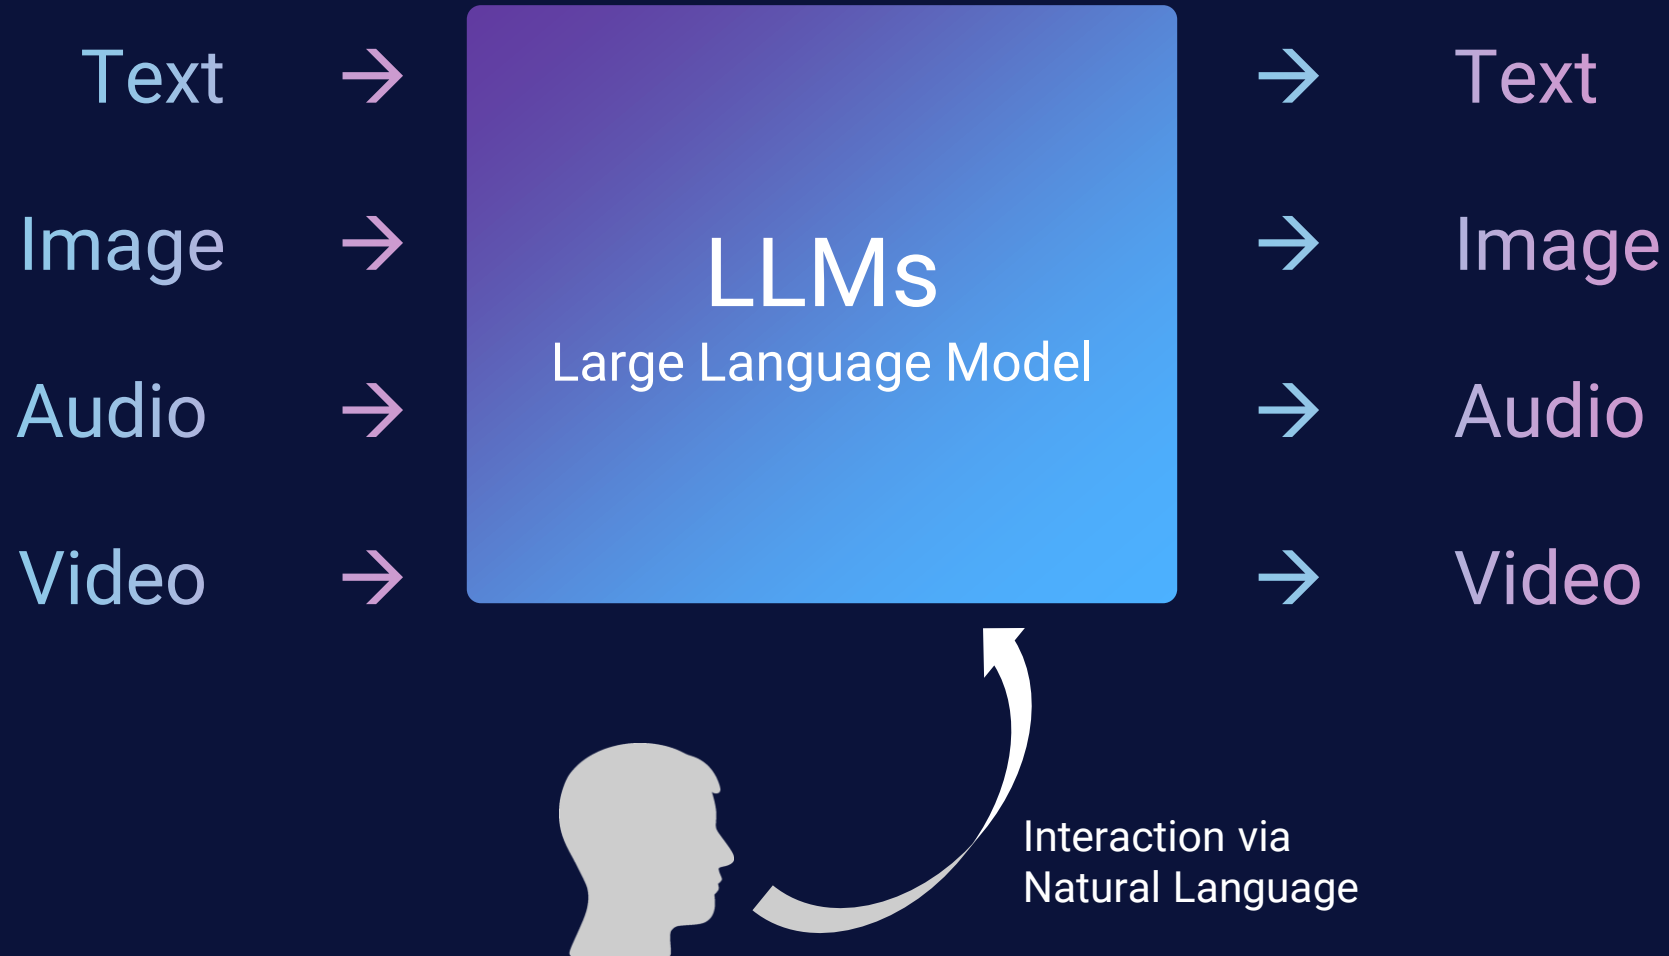 Text
Image
Audio
Video
LLMs
Large Language Model
Text
Image
Audio
Video
Interaction via
Natural Language